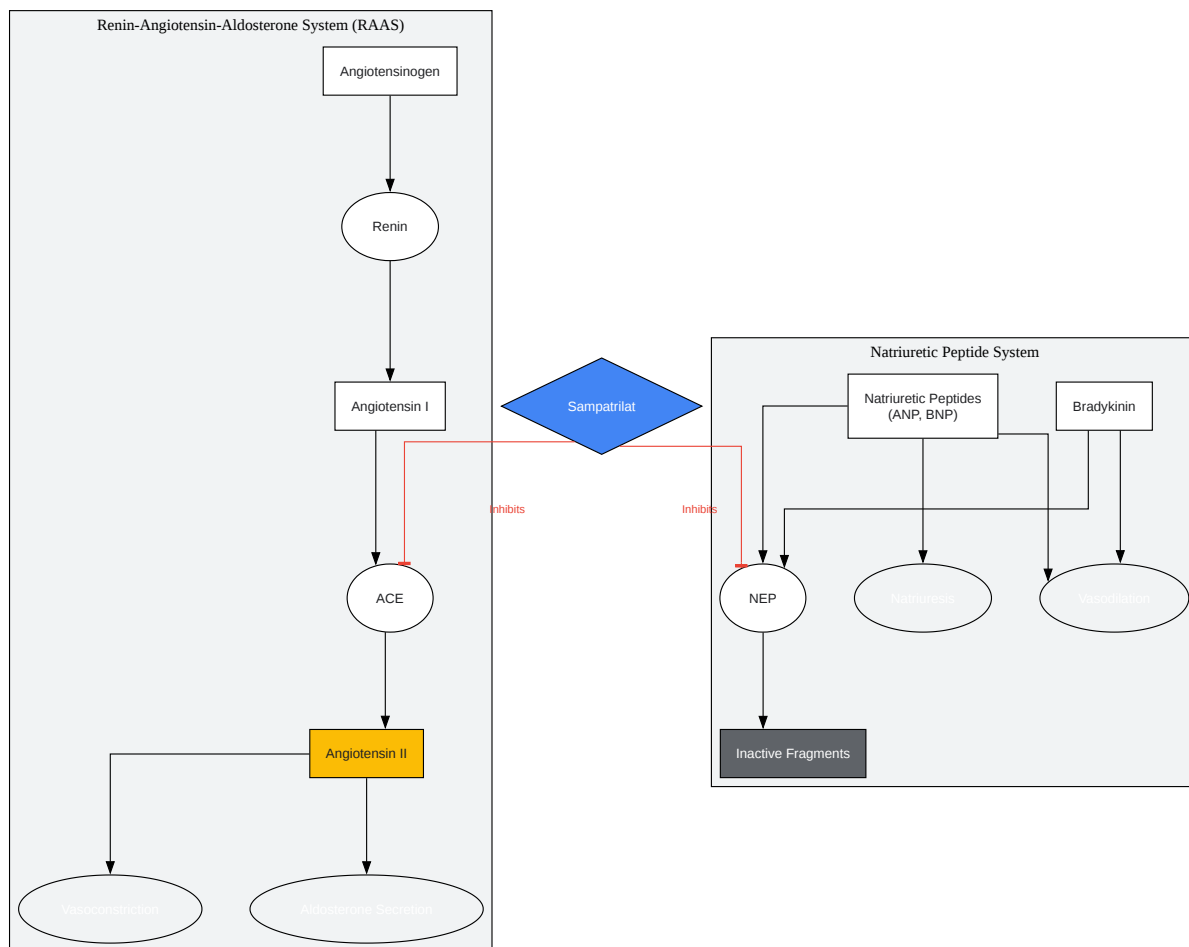 Renin-Angiotensin-Aldosterone System (RAAS)
Angiotensinogen
Renin
Angiotensin I
Sampatrilat
Inhibits
Inhibits
ACE
Angiotensin II
Vasoconstriction
Aldosterone Secretion
Natriuretic Peptide System
Natriuretic Peptides
(ANP, BNP)
Bradykinin
NEP
Natriuresis
Vasodilation
Inactive Fragments